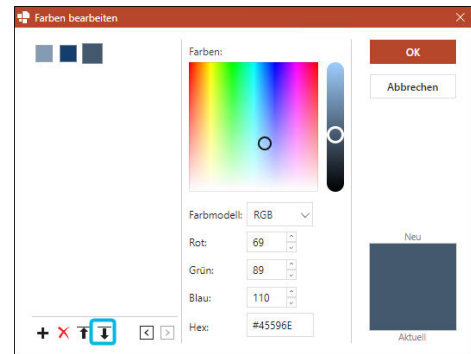 Farben bearbeiten
Farben:
OK
Abbrechen
Farbmodell: RGB
Rot: 69
Grün: 89
Blau: 110
Hex: #45596E
Neu
Aktuell